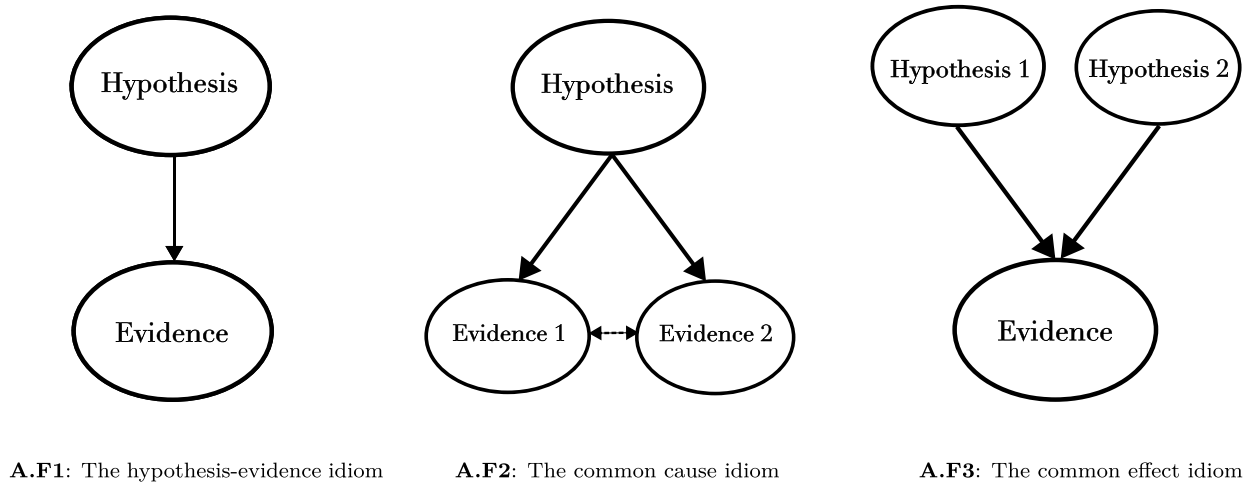 Hypothesis
Evidence
A.F1: The hypothesis-evidence idiom
Hypothesis
Evidence 1
Evidence 2
A.F2: The common cause idiom
Hypothesis 1
Hypothesis 2
Evidence
A.F3: The common effect idiom